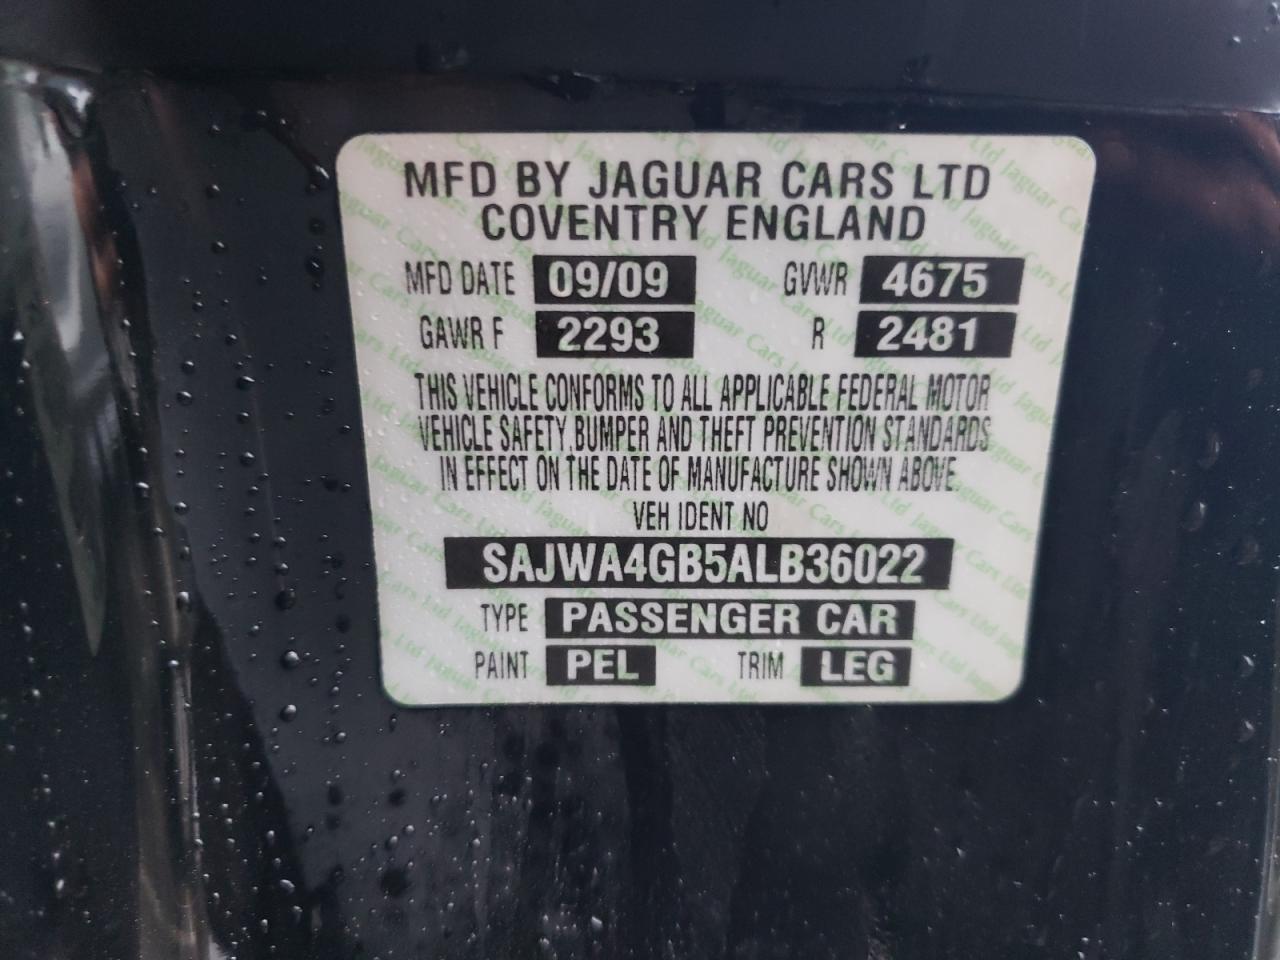 MFD BY JAGUAR CARS LTD
COVENTRY ENGLAND
MFD DATE 09/09 GVWR 4675
GAWR F 2293 R 2481
THIS VEHICLE CONFORMS TO ALL APPLICABLE FEDERAL MOTOR
VEHICLE SAFETY.BUMPER AND THEFT PREVENTION STANDARDS
IN EFFECT ON THE DATE OF MANUFACTURE SHOWN ABOVE
VEH IDENT NO
SAJWA4GB5ALB36022
TYPE PASSENGER CAR
PAINT PEL TRIM LEG